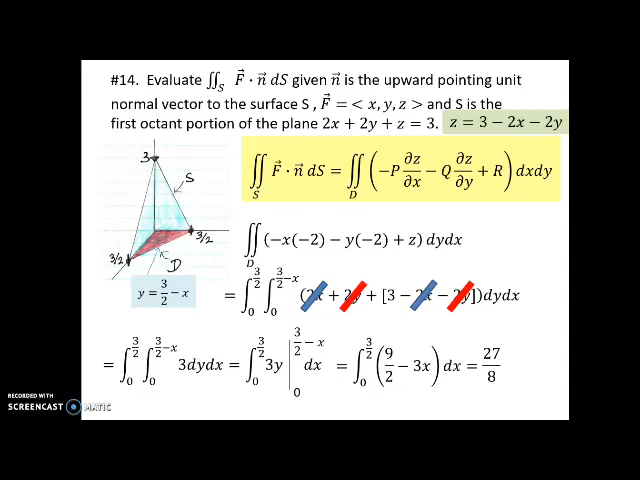 #14. Evaluate ∬_S F⃗ · n⃗ dS given n⃗ is the upward pointing unit
normal vector to the surface S , F⃗ = < x, y, z > and S is the
first octant portion of the plane 2x + 2y + z = 3.
z = 3 − 2x − 2y
3
S
3/2
3/2
D
y = 3/2 − x
∬_S F⃗ · n⃗ dS = ∬_D (−P ∂z/∂x − Q ∂z/∂y + R) dxdy
∬_D (−x(−2) − y(−2) + z) dydx
= ∫_0^{3/2} ∫_0^{3/2−x} (2x + 2y + [3 − 2x − 2y]) dydx
= ∫_0^{3/2} ∫_0^{3/2−x} 3dydx = ∫_0^{3/2} 3y |_0^{3/2−x} dx = ∫_0^{3/2} (9/2 − 3x) dx = 27/8
RECORDED WITH
SCREENCAST MATIC